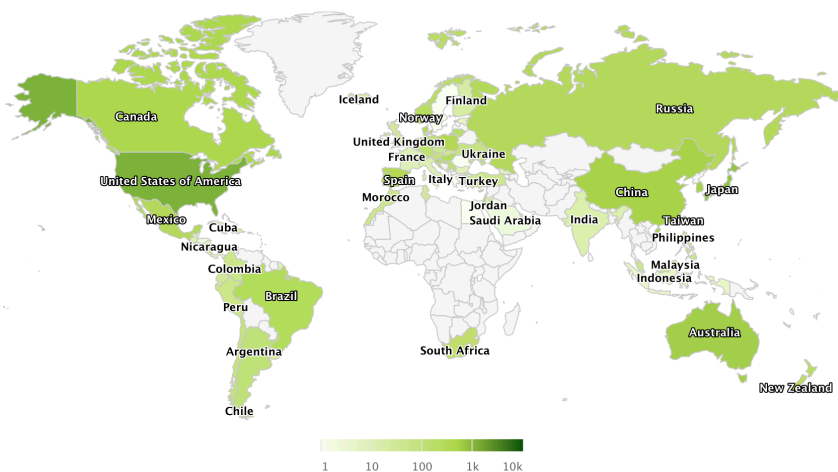 Iceland
Finland
Norway
Canada
Russia
United Kingdom
Ukraine
France
United States of America
Spain
Italy
Turkey
China
Japan
Morocco
Jordan
Mexico
Cuba
Saudi Arabia
India
Taiwan
Nicaragua
Philippines
Colombia
Malaysia
Indonesia
Brazil
Peru
Australia
Argentina
South Africa
New Zealand
Chile
1 10 100 1k 10k